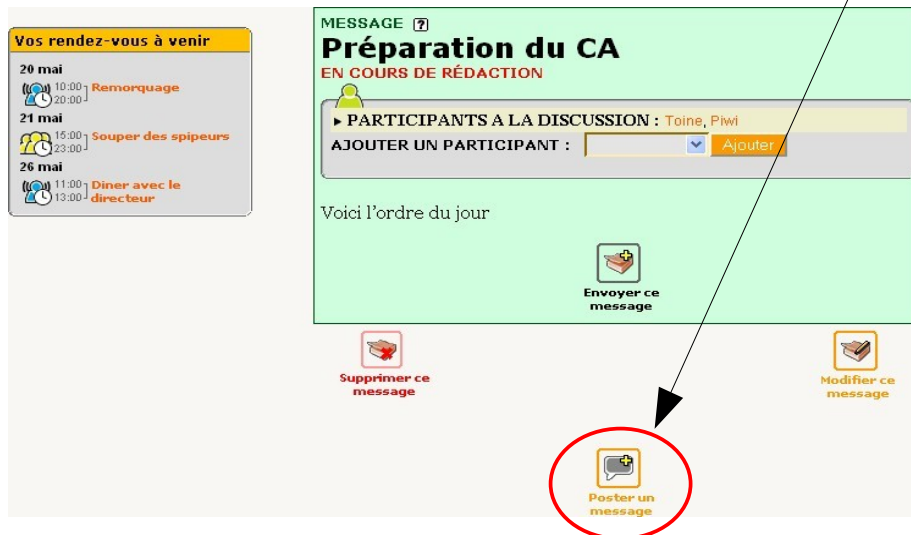 Vos rendez-vous à venir
20 mai
10:00 Remorquage
20:00
21 mai
15:00 Souper des spipeurs
23:00
26 mai
11:00 Diner avec le
13:00 directeur
MESSAGE ?
Préparation du CA
EN COURS DE RÉDACTION
PARTICIPANTS A LA DISCUSSION : Toine, Piwi
AJOUTER UN PARTICIPANT : Ajouter
Voici l'ordre du jour
Envoyer ce
message
Supprimer ce
message
Modifier ce
message
Poster un
message